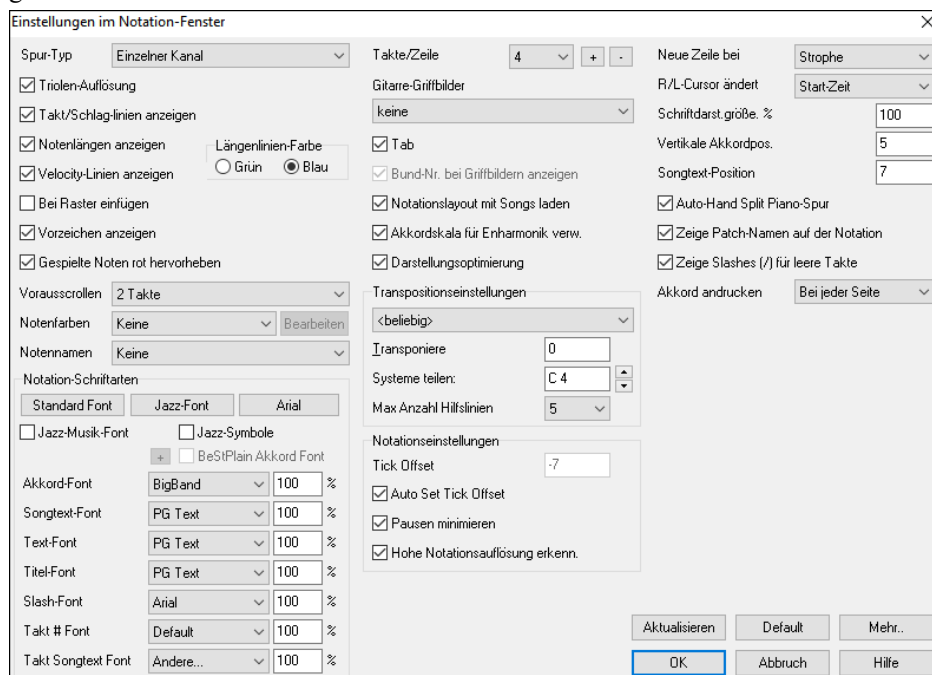 Einstellungen im Notation-Fenster
Spur-Typ Einzelner Kanal
Triolen-Auflösung
Takt/Schlag-linien anzeigen
Notenlängen anzeigen
Längenlinien-Farbe
Grün Blau
Velocity-Linien anzeigen
Bei Raster einfügen
Vorzeichen anzeigen
Gespielte Noten rot hervorheben
Vorausscrollen 2 Takte
Notenfarben Keine Bearbeiten
Notennamen Keine
Notation-Schriftarten
Standard Font Jazz-Font Arial
Jazz-Musik-Font Jazz-Symbole
+ BeStPlain Akkord Font
Akkord-Font BigBand 100 %
Songtext-Font PG Text 100 %
Text-Font PG Text 100 %
Titel-Font PG Text 100 %
Slash-Font Arial 100 %
Takt # Font Default 100 %
Takt Songtext Font Andere... 100 %
Takte/Zeile 4 + -
Gitarre-Griffbilder
keine
Tab
Bund-Nr. bei Griffbildern anzeigen
Notationslayout mit Songs laden
Akkordskala für Enharmonik verw.
Darstellungsoptimierung
Transpositionseinstellungen
<beliebig>
Transponiere 0
Systeme teilen: C 4
Max Anzahl Hilfslinien 5
Notationseinstellungen
Tick Offset -7
Auto Set Tick Offset
Pausen minimieren
Hohe Notationsauflösung erkenn.
Neue Zeile bei Strophe
R/L-Cursor ändert Start-Zeit
Schriftdarst.größe. % 100
Vertikale Akkordpos. 5
Songtext-Position 7
Auto-Hand Split Piano-Spur
Zeige Patch-Namen auf der Notation
Zeige Slashes (/) für leere Takte
Akkord andrucken Bei jeder Seite
Aktualisieren Default Mehr..
OK Abbruch Hilfe